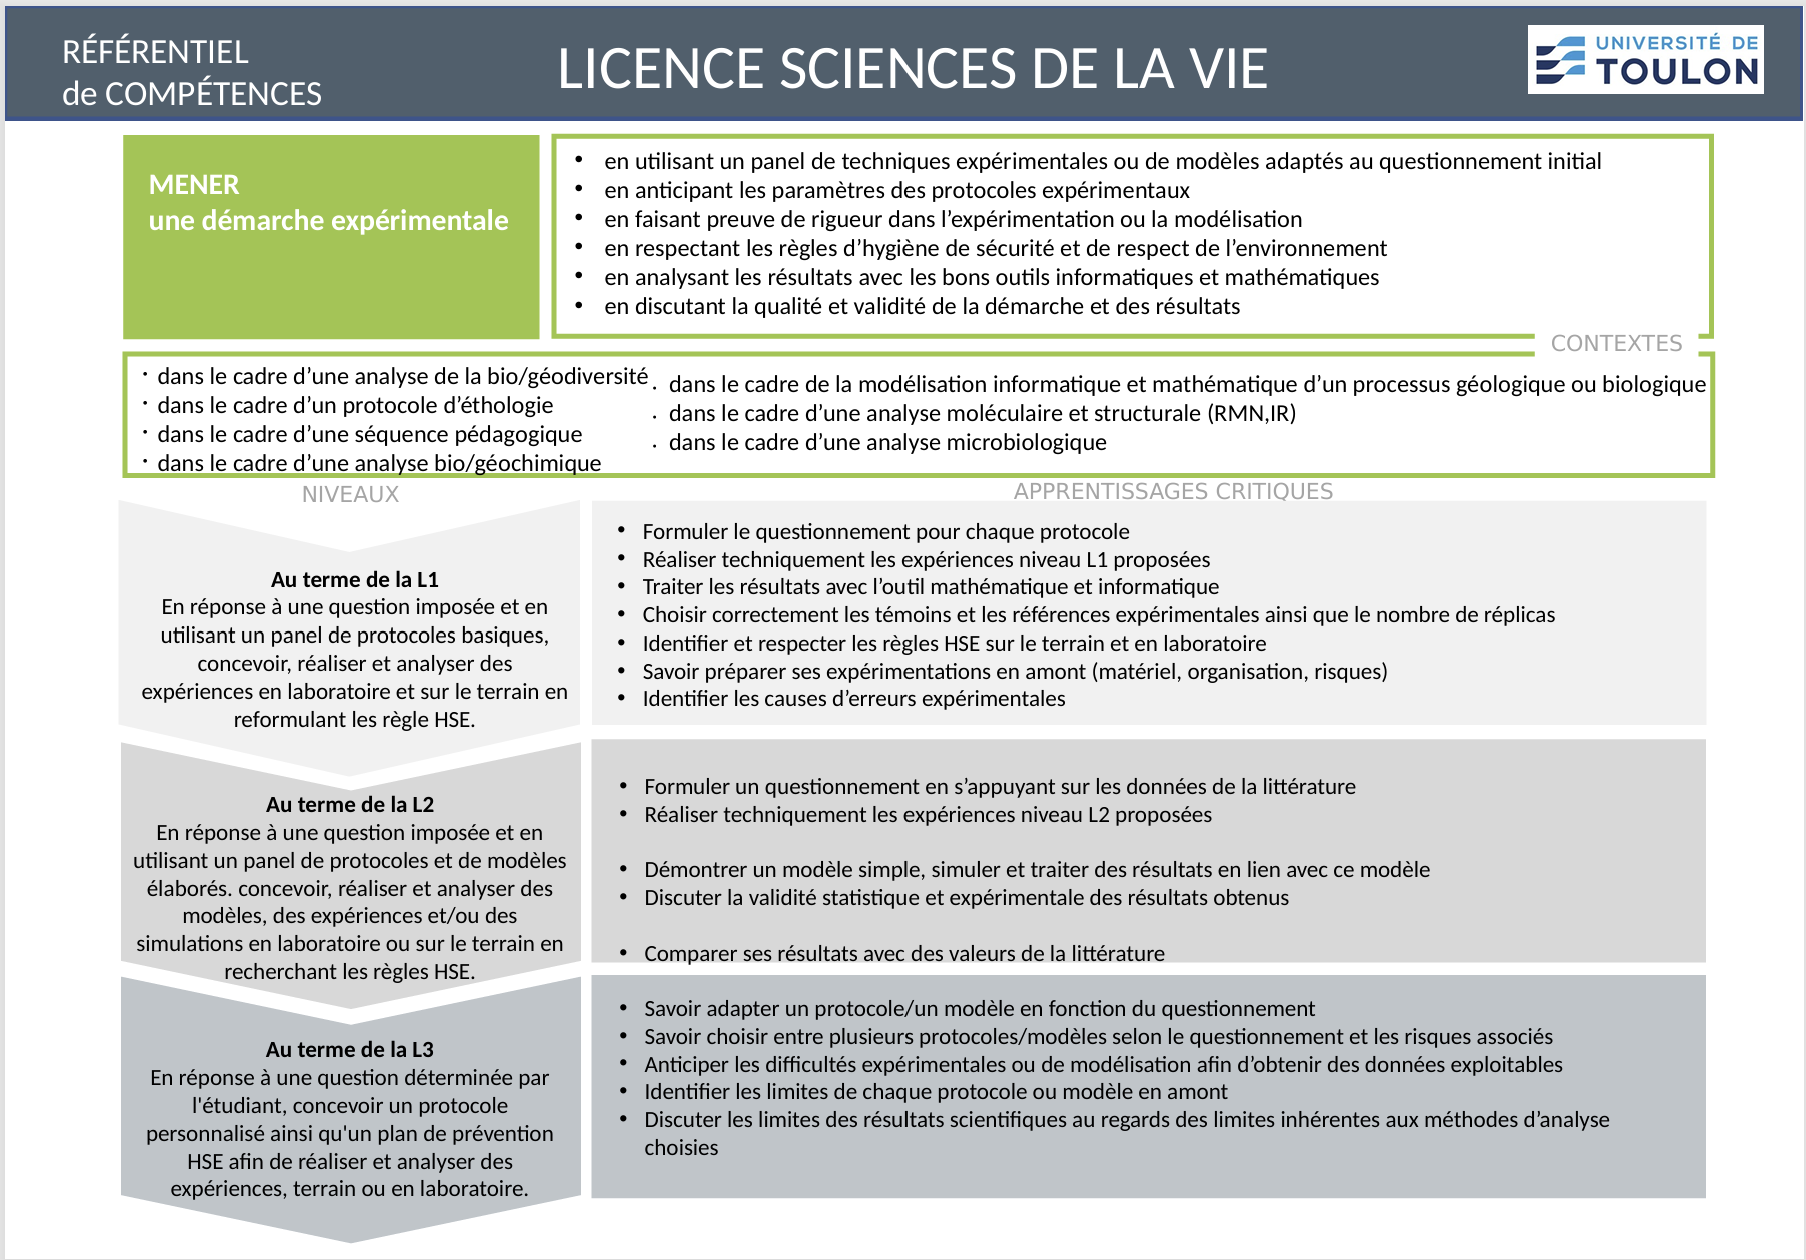 RÉFÉRENTIEL
de COMPÉTENCES
LICENCE SCIENCES DE LA VIE
UNIVERSITÉ DE
TOULON
MENER
une démarche expérimentale
• en utilisant un panel de techniques expérimentales ou de modèles adaptés au questionnement initial
• en anticipant les paramètres des protocoles expérimentaux
• en faisant preuve de rigueur dans l’expérimentation ou la modélisation
• en respectant les règles d’hygiène de sécurité et de respect de l’environnement
• en analysant les résultats avec les bons outils informatiques et mathématiques
• en discutant la qualité et validité de la démarche et des résultats
CONTEXTES
· dans le cadre d’une analyse de la bio/géodiversité
· dans le cadre d’un protocole d’éthologie
· dans le cadre d’une séquence pédagogique
· dans le cadre d’une analyse bio/géochimique
· dans le cadre de la modélisation informatique et mathématique d’un processus géologique ou biologique
· dans le cadre d’une analyse moléculaire et structurale (RMN,IR)
· dans le cadre d’une analyse microbiologique
NIVEAUX
APPRENTISSAGES CRITIQUES
Au terme de la L1
En réponse à une question imposée et en
utilisant un panel de protocoles basiques,
concevoir, réaliser et analyser des
expériences en laboratoire et sur le terrain en
reformulant les règle HSE.
• Formuler le questionnement pour chaque protocole
• Réaliser techniquement les expériences niveau L1 proposées
• Traiter les résultats avec l’outil mathématique et informatique
• Choisir correctement les témoins et les références expérimentales ainsi que le nombre de réplicas
• Identifier et respecter les règles HSE sur le terrain et en laboratoire
• Savoir préparer ses expérimentations en amont (matériel, organisation, risques)
• Identifier les causes d’erreurs expérimentales
Au terme de la L2
En réponse à une question imposée et en
utilisant un panel de protocoles et de modèles
élaborés. concevoir, réaliser et analyser des
modèles, des expériences et/ou des
simulations en laboratoire ou sur le terrain en
recherchant les règles HSE.
• Formuler un questionnement en s’appuyant sur les données de la littérature
• Réaliser techniquement les expériences niveau L2 proposées
• Démontrer un modèle simple, simuler et traiter des résultats en lien avec ce modèle
• Discuter la validité statistique et expérimentale des résultats obtenus
• Comparer ses résultats avec des valeurs de la littérature
Au terme de la L3
En réponse à une question déterminée par
l'étudiant, concevoir un protocole
personnalisé ainsi qu'un plan de prévention
HSE afin de réaliser et analyser des
expériences, terrain ou en laboratoire.
• Savoir adapter un protocole/un modèle en fonction du questionnement
• Savoir choisir entre plusieurs protocoles/modèles selon le questionnement et les risques associés
• Anticiper les difficultés expérimentales ou de modélisation afin d’obtenir des données exploitables
• Identifier les limites de chaque protocole ou modèle en amont
• Discuter les limites des résultats scientifiques au regards des limites inhérentes aux méthodes d’analyse
choisies